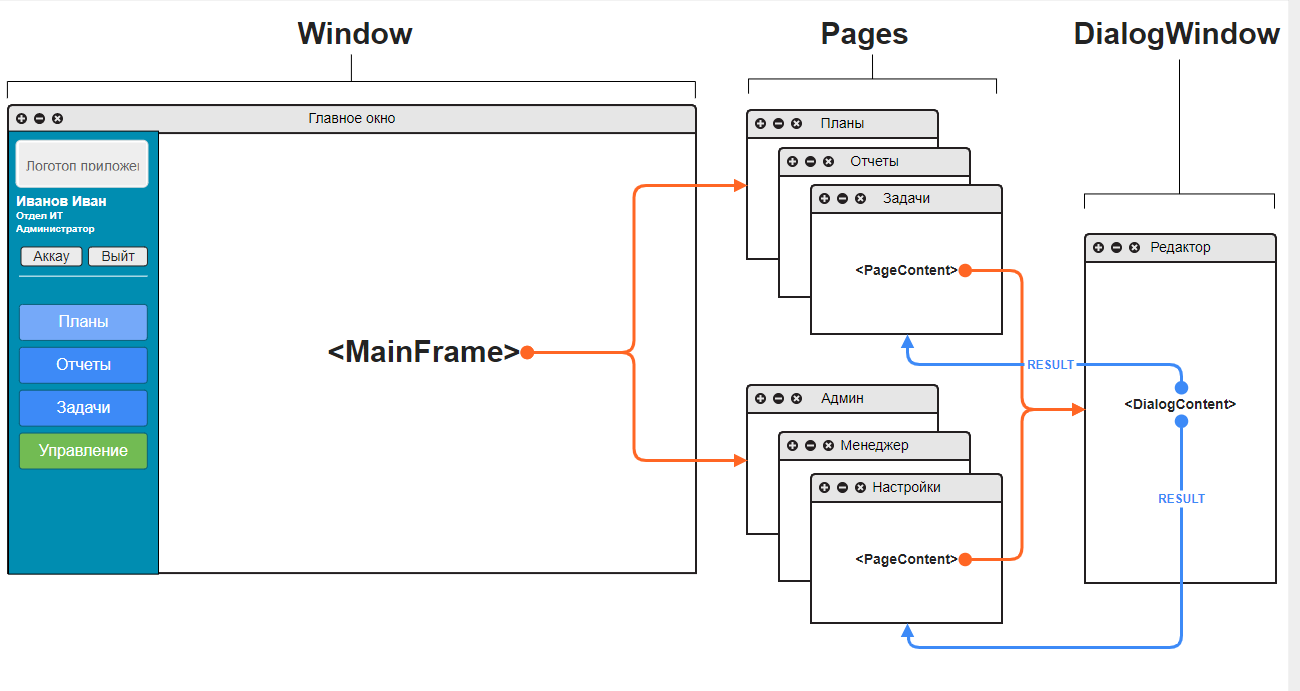 Window
Pages
DialogWindow
Главное окно
Логотоп приложен
Иванов Иван
Отдел ИТ
Администратор
Аккау
Выйт
Планы
Отчеты
Задачи
Управление
<MainFrame>
Планы
Отчеты
Задачи
<PageContent>
Админ
Менеджер
Настройки
<PageContent>
RESULT
Редактор
<DialogContent>
RESULT